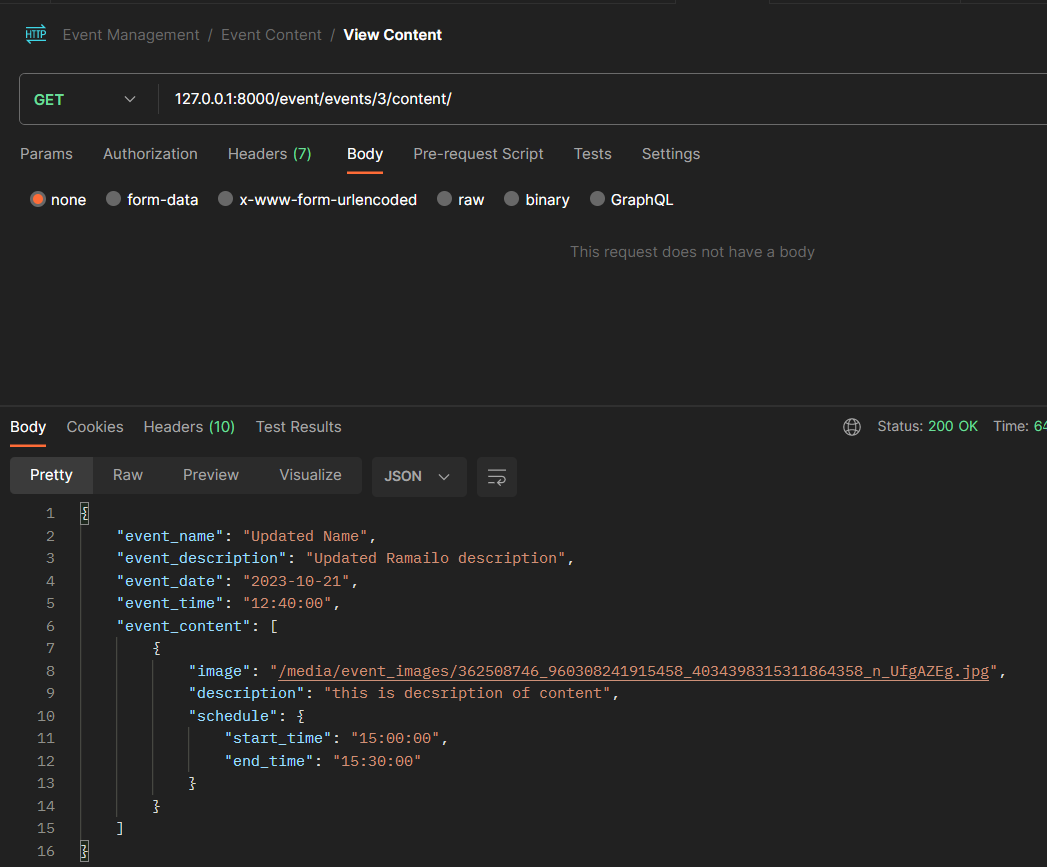 HTTP Event Management / Event Content / View Content
GET 127.0.0.1:8000/event/events/3/content/
Params Authorization Headers (7) Body Pre-request Script Tests Settings
none form-data x-www-form-urlencoded raw binary GraphQL
This request does not have a body
Body Cookies Headers (10) Test Results Status: 200 OK Time: 64
Pretty Raw Preview Visualize JSON
1 {
2 "event_name": "Updated Name",
3 "event_description": "Updated Ramailo description",
4 "event_date": "2023-10-21",
5 "event_time": "12:40:00",
6 "event_content": [
7 {
8 "image": "/media/event_images/362508746_960308241915458_4034398315311864358_n_UfgAZEg.jpg",
9 "description": "this is decsription of content",
10 "schedule": {
11 "start_time": "15:00:00",
12 "end_time": "15:30:00"
13 }
14 }
15 ]
16 }